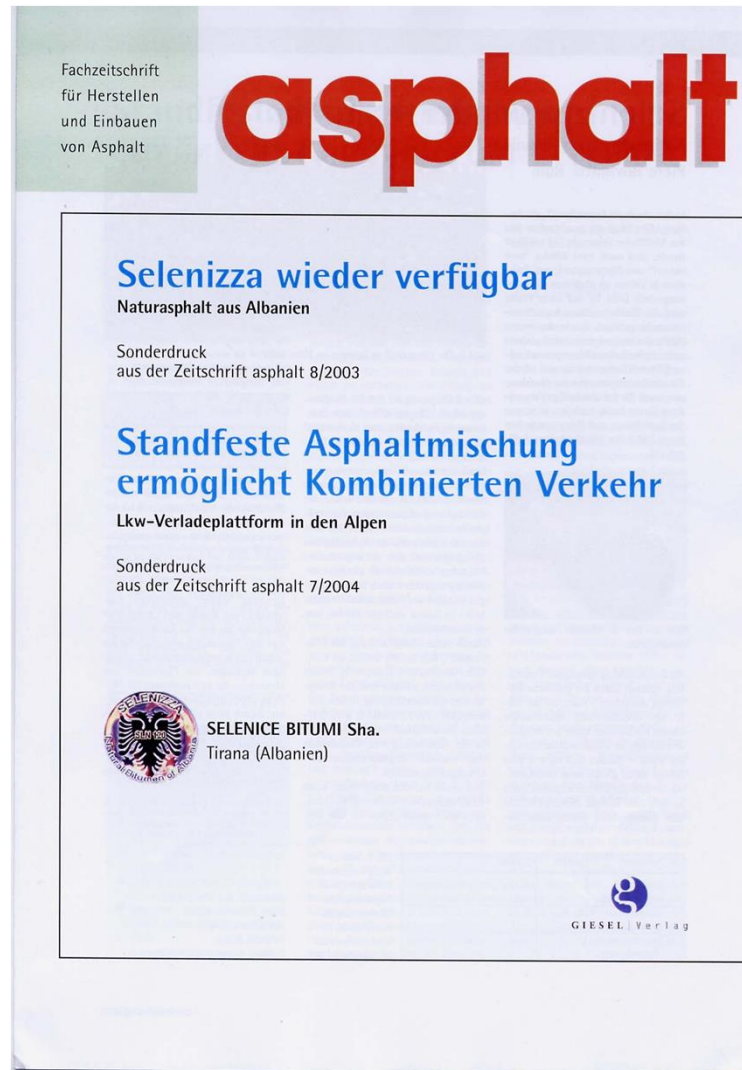 Fachzeitschrift
für Herstellen
und Einbauen
von Asphalt
asphalt
Selenizza wieder verfügbar
Naturasphalt aus Albanien
Sonderdruck
aus der Zeitschrift asphalt 8/2003
Standfeste Asphaltmischung
ermöglicht Kombinierten Verkehr
Lkw-Verladeplattform in den Alpen
Sonderdruck
aus der Zeitschrift asphalt 7/2004
SELENIZZA
SLN 120
Natural Bitumen of Albania
SELENICE BITUMI Sha.
Tirana (Albanien)
GIESEL Verlag